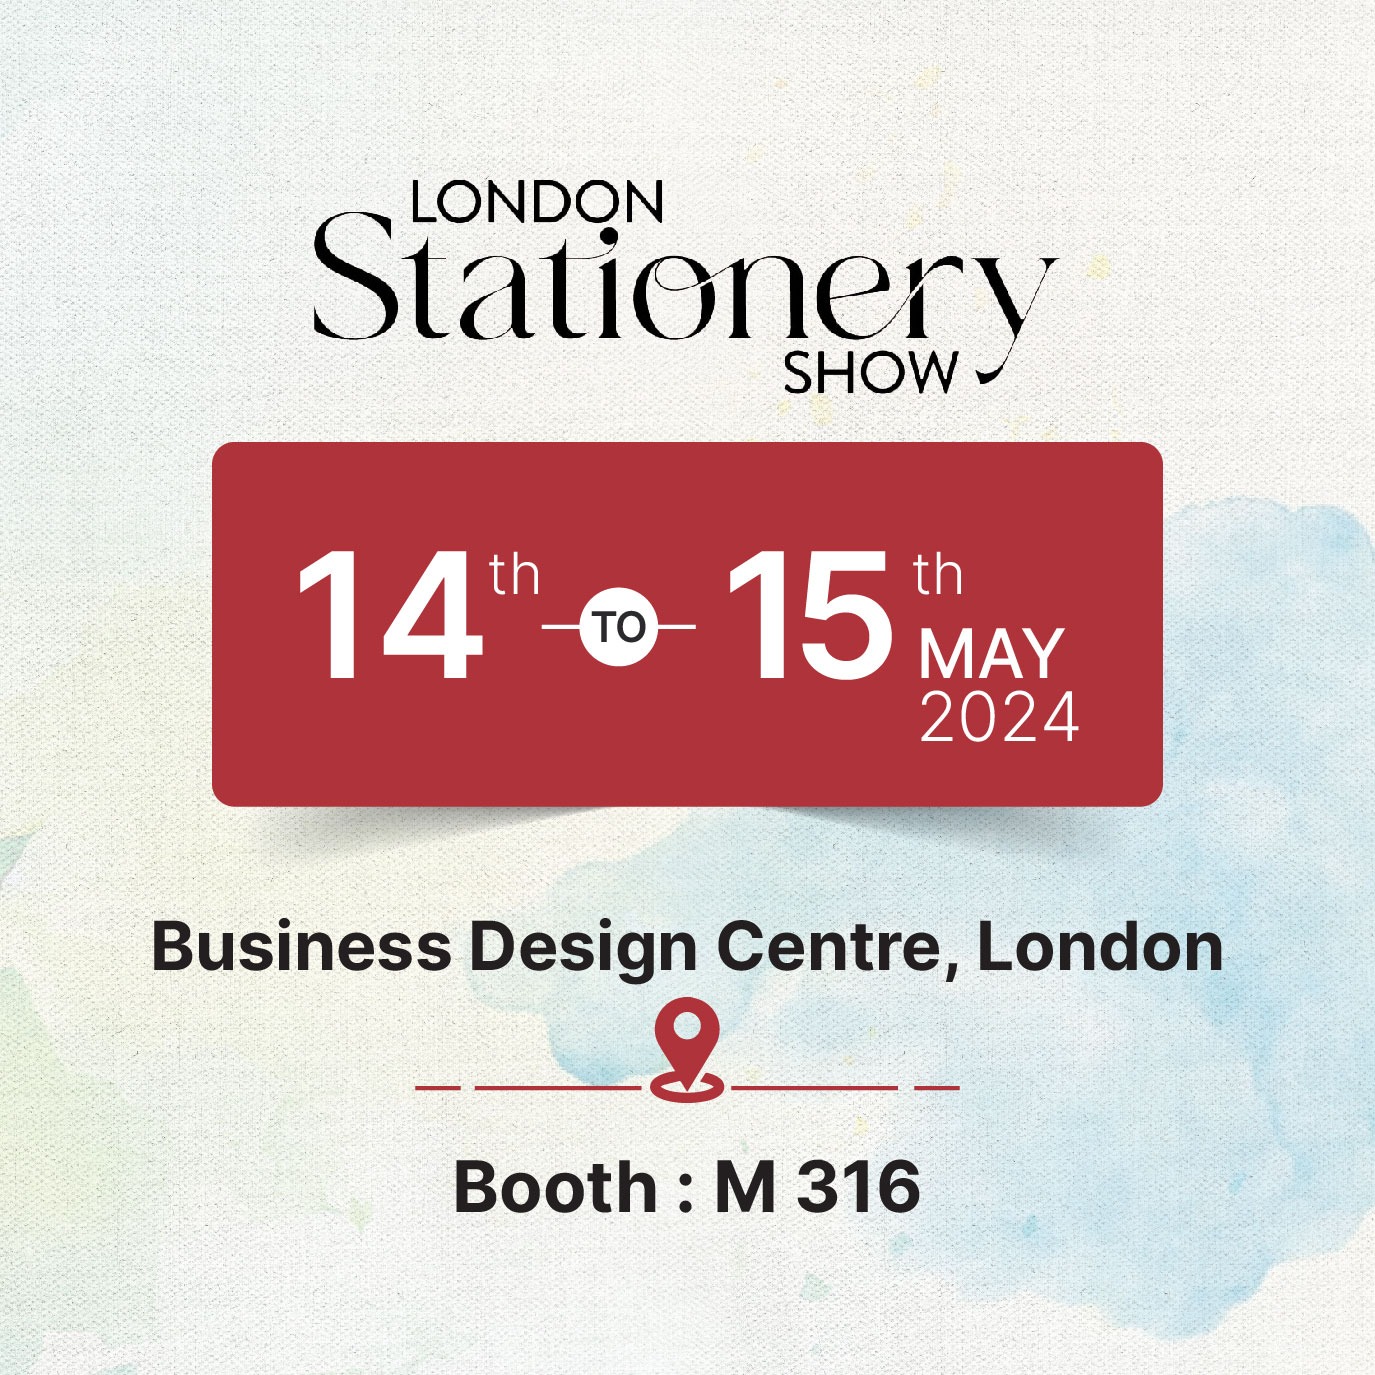 LONDON
Stationery
SHOW
14th TO 15th
MAY
2024
Business Design Centre, London
Booth : M 316